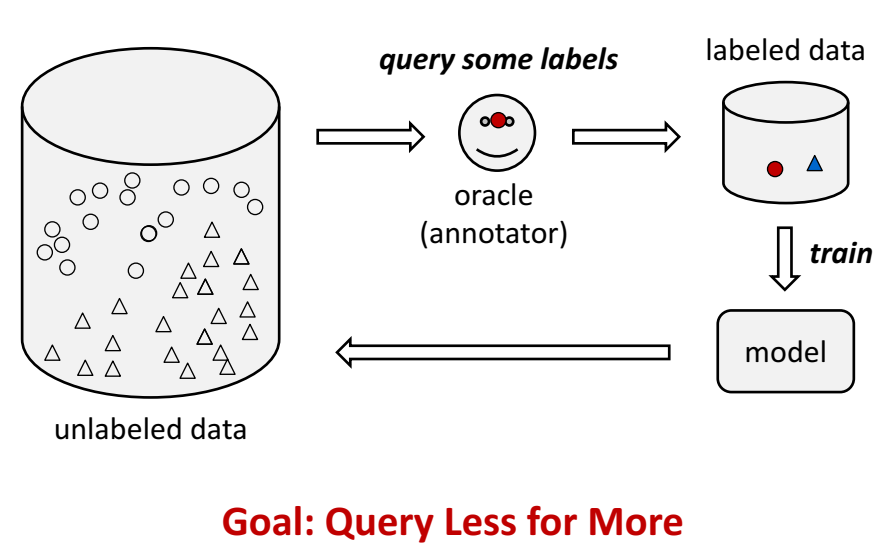 query some labels
labeled data
oracle
(annotator)
train
model
unlabeled data
Goal: Query Less for More